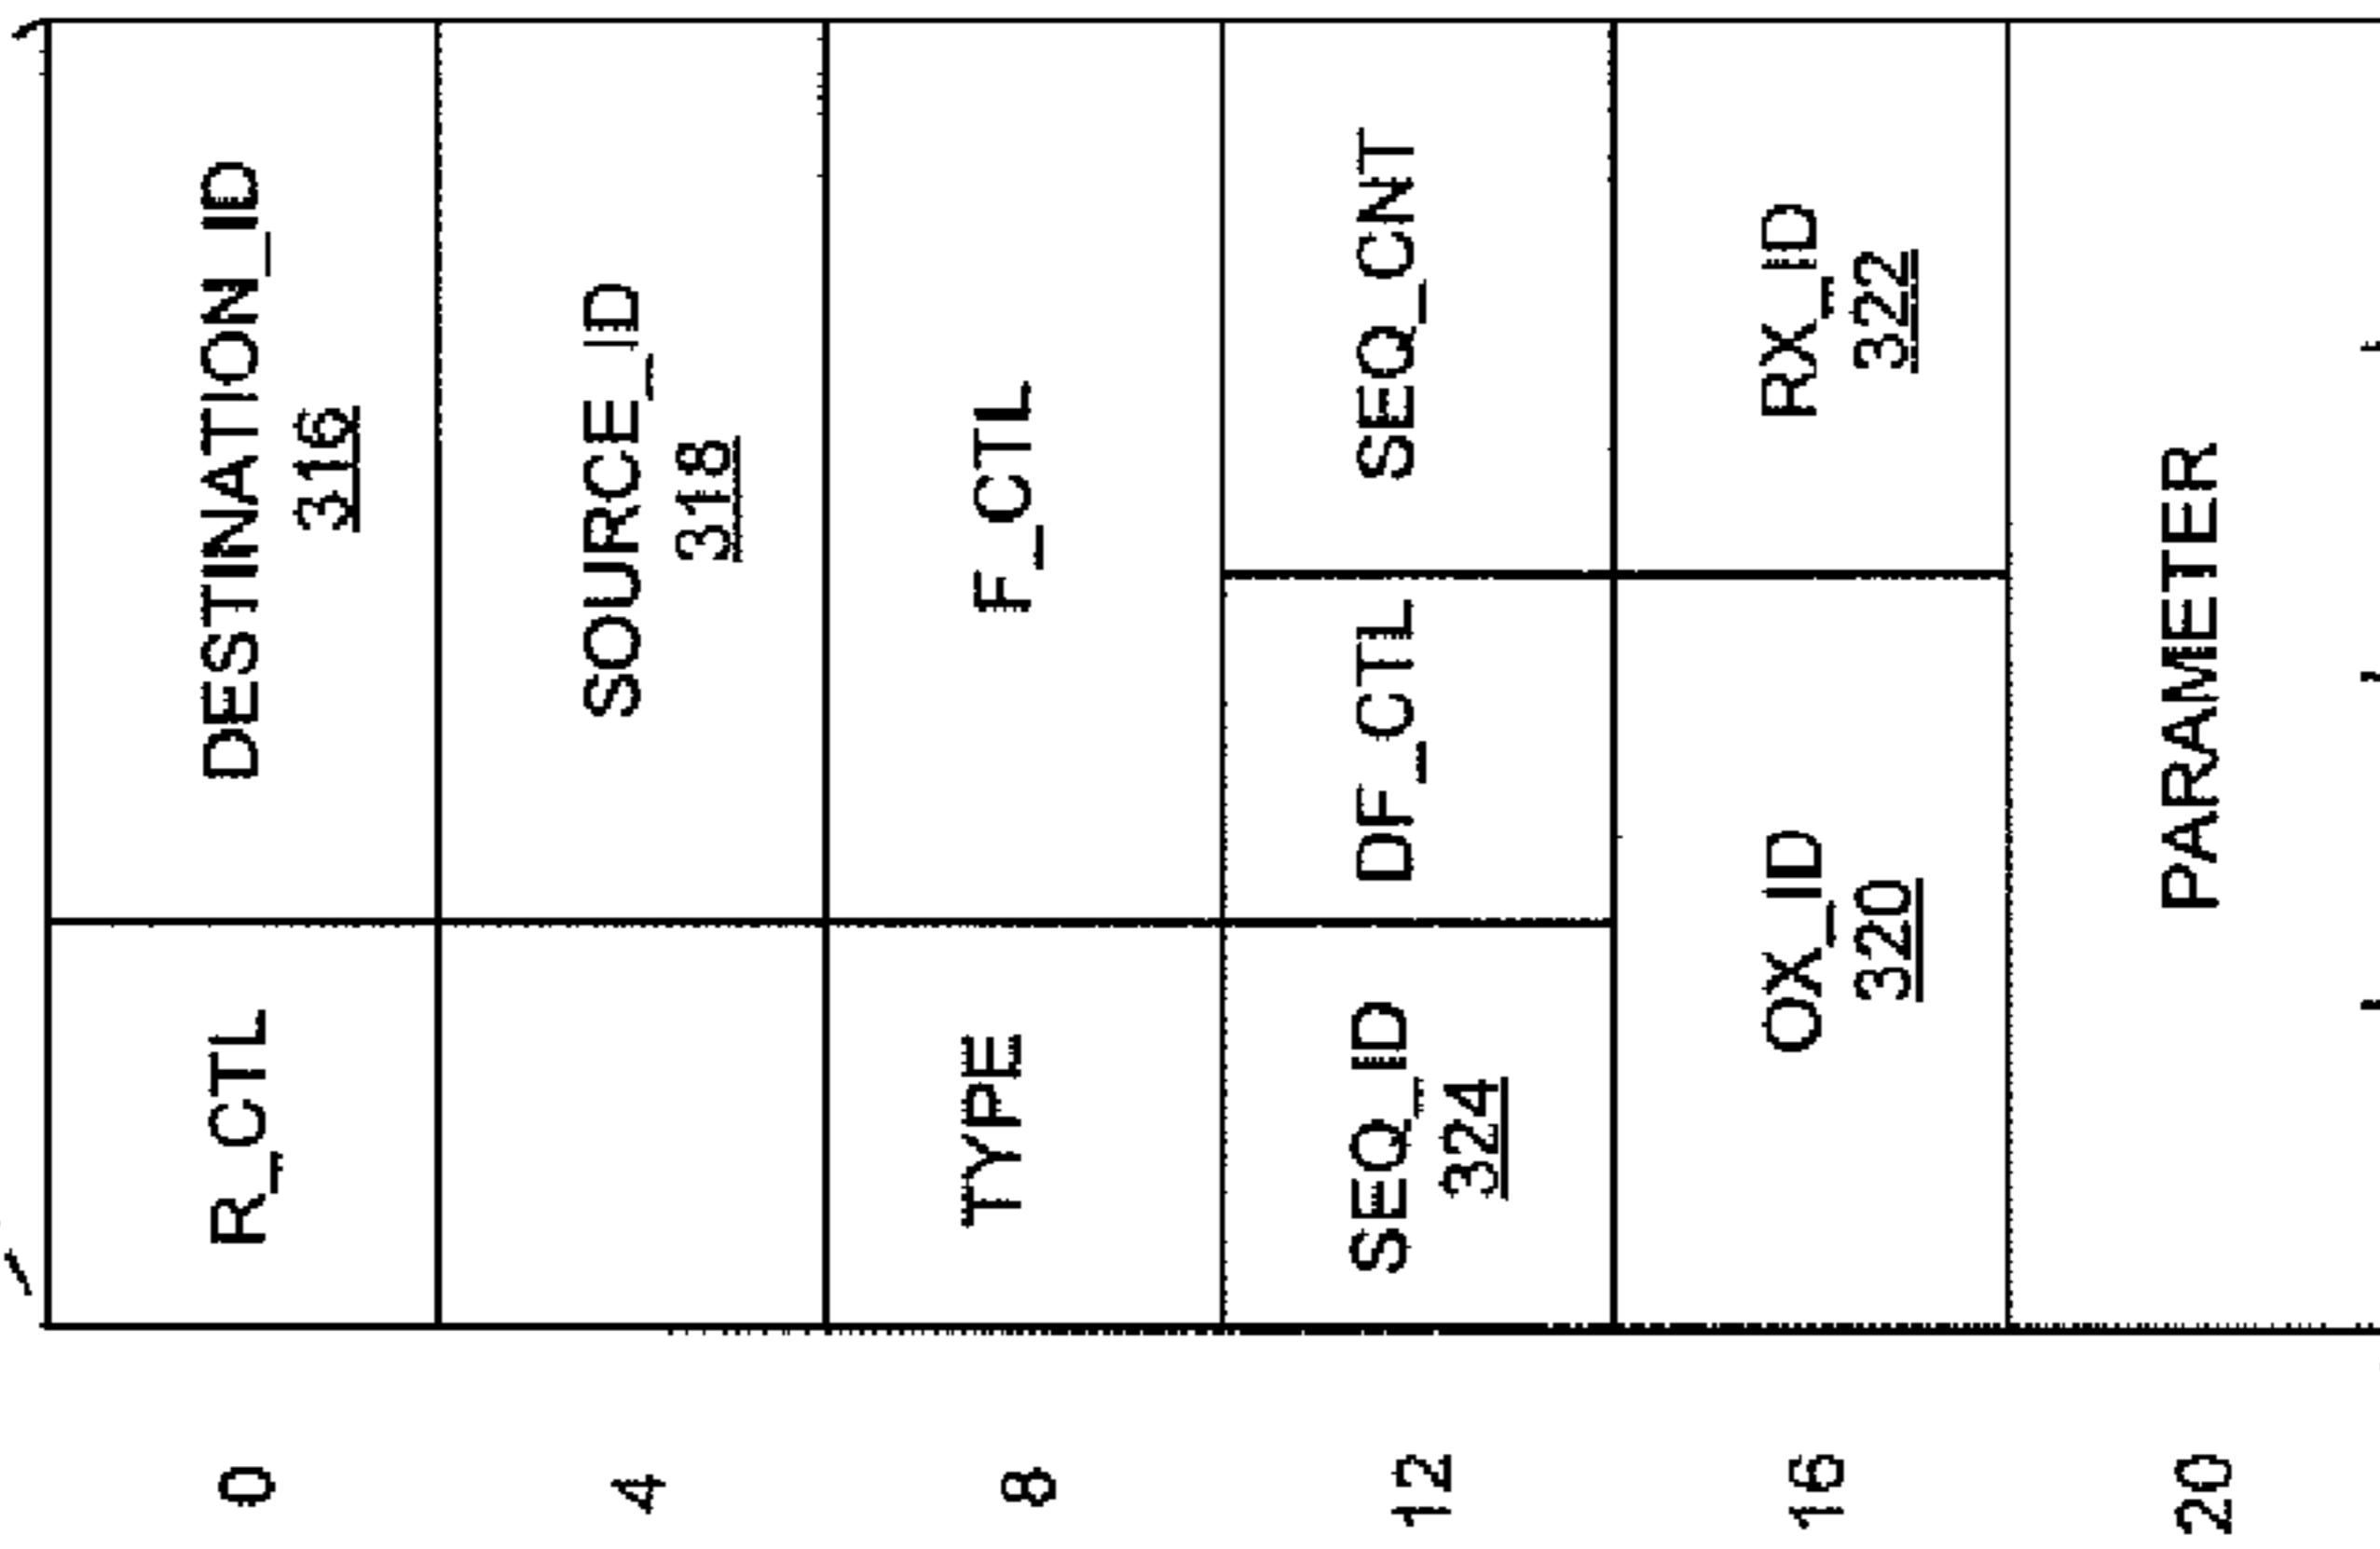 0
R_CTL
DESTINATION_ID
316
4
SOURCE_ID
318
8
TYPE
F_CTL
12
SEQ_ID
324
DF_CTL
SEQ_CNT
16
OX_ID
320
RX_ID
322
20
PARAMETER